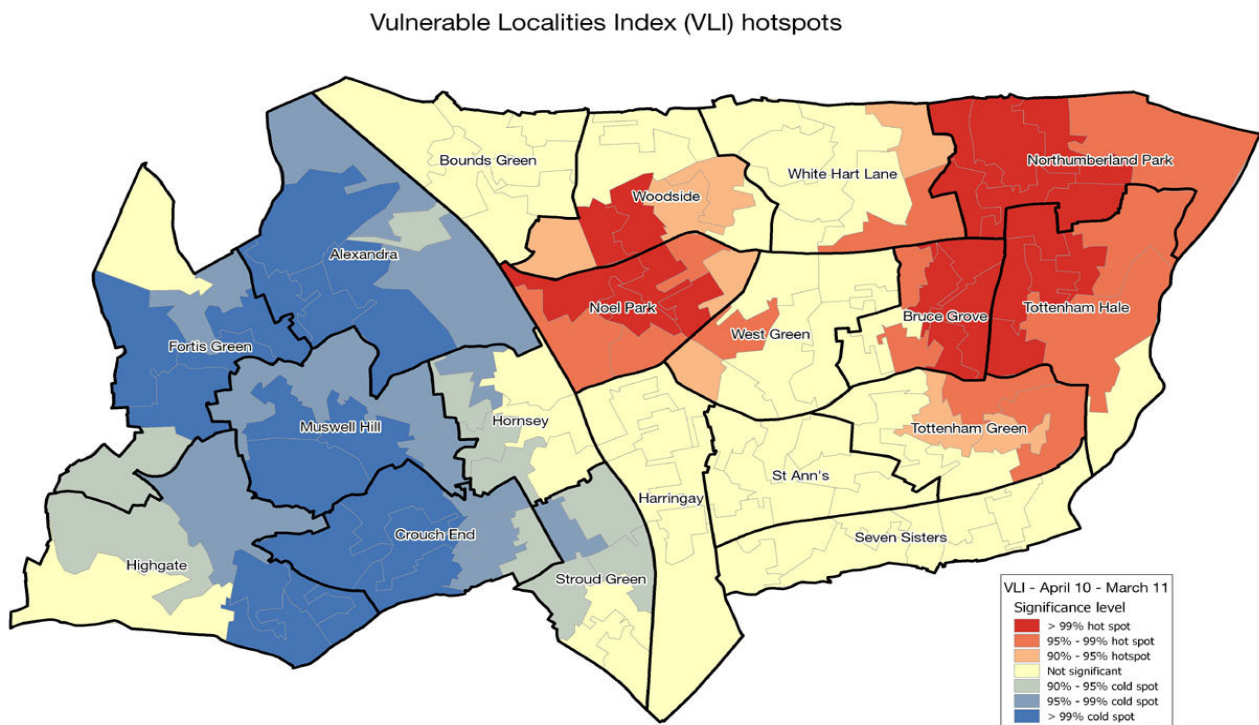 Vulnerable Localities Index (VLI) hotspots
Bounds Green
Northumberland Park
White Hart Lane
Woodside
Alexandra
Noel Park
Tottenham Hale
Bruce Grove
West Green
Fortis Green
Hornsey
Muswell Hill
Tottenham Green
St Ann's
Harringay
Crouch End
Seven Sisters
Highgate
Stroud Green
VLI - April 10 - March 11
Significance level
> 99% hot spot
95% - 99% hot spot
90% - 95% hotspot
Not significant
90% - 95% cold spot
95% - 99% cold spot
> 99% cold spot